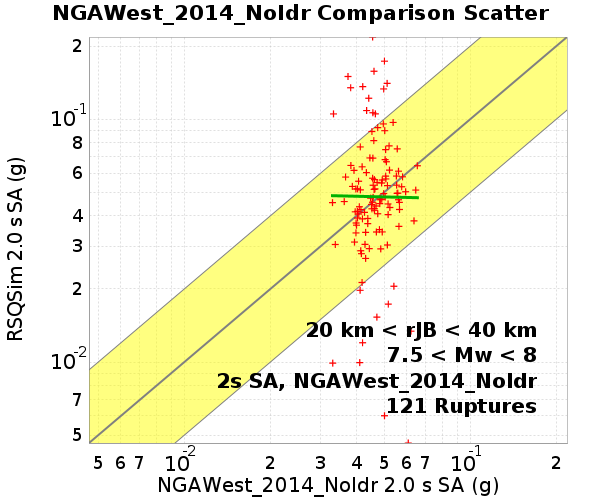 NGAWest_2014_NoIdr Comparison Scatter
RSQSim 2.0 s SA (g)
2
10^-1
8
6
4
3
2
10^-2
7
5
20 km < rJB < 40 km
7.5 < Mw < 8
2s SA, NGAWest_2014_NoIdr
121 Ruptures
5 6 7 10^-2 2 3 4 5 6 7 10^-1 2
NGAWest_2014_NoIdr 2.0 s SA (g)